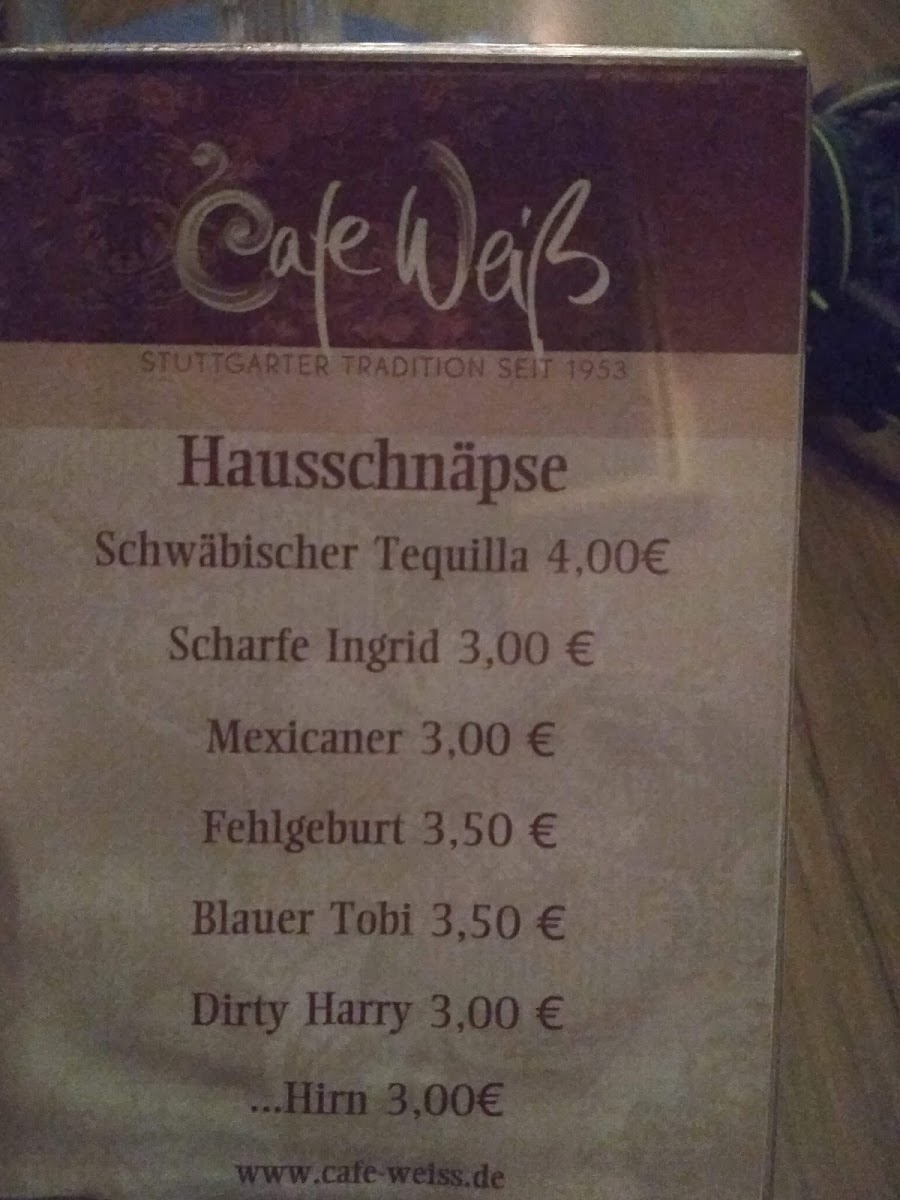 Cafe Weiß
STUTTGARTER TRADITION SEIT 1953
Hausschnäpse
Schwäbischer Tequilla 4,00€
Scharfe Ingrid 3,00 €
Mexicaner 3,00 €
Fehlgeburt 3,50 €
Blauer Tobi 3,50 €
Dirty Harry 3,00 €
...Hirn 3,00€
www.cafe-weiss.de